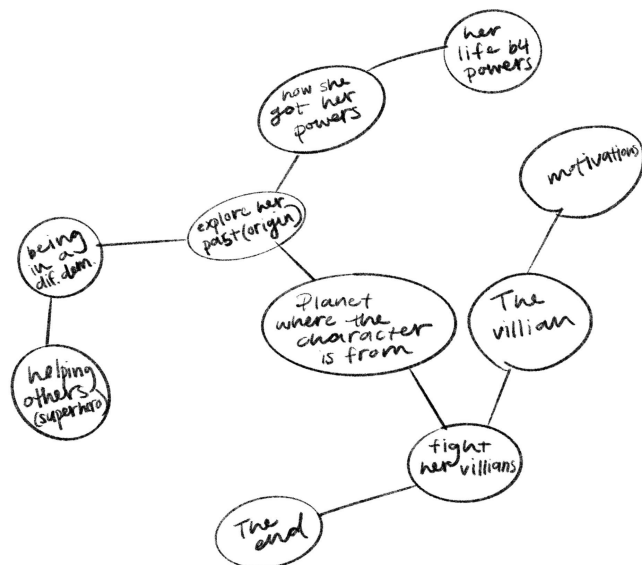 her
life b4
powers
how she
got her
powers
motivations
explore her
past (origin)
being
in a
dif. dem.
Planet
where the
character
is from
The
villian
helping
others
(superhero)
fight
her villians
The
end